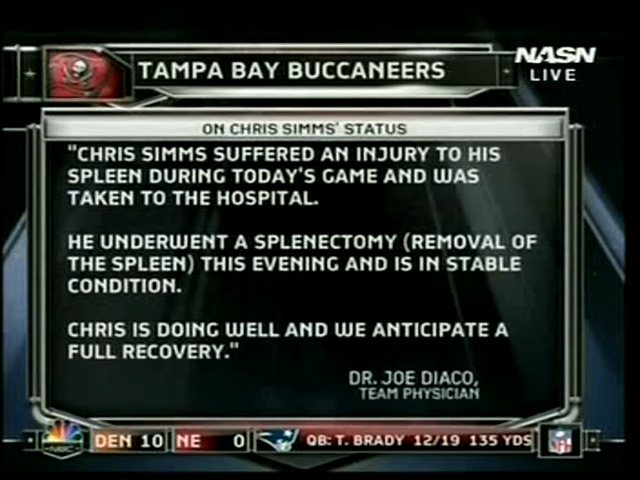 TAMPA BAY BUCCANEERS
NASN
LIVE
ON CHRIS SIMMS' STATUS
"CHRIS SIMMS SUFFERED AN INJURY TO HIS
SPLEEN DURING TODAY'S GAME AND WAS
TAKEN TO THE HOSPITAL.
HE UNDERWENT A SPLENECTOMY (REMOVAL OF
THE SPLEEN) THIS EVENING AND IS IN STABLE
CONDITION.
CHRIS IS DOING WELL AND WE ANTICIPATE A
FULL RECOVERY."
DR. JOE DIACO,
TEAM PHYSICIAN
NBC DEN 10 NE 0 QB: T. BRADY 12/19 135 YDS NFL